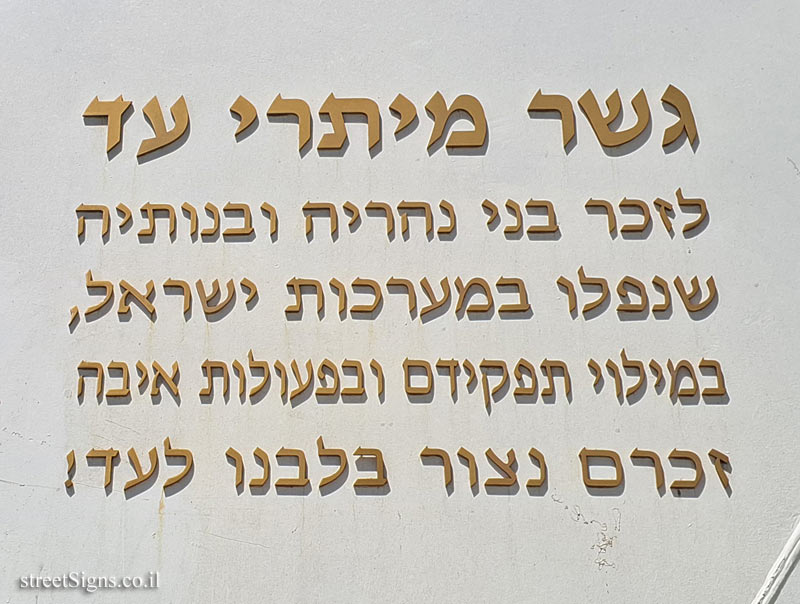 גשר מיתרי עד
לזכר בני נהריה ובנותיה
שנפלו במערכות ישראל,
במילוי תפקידם ובפעולות איבה
זכרם נצור בלבנו לעד!
streetSigns.co.il